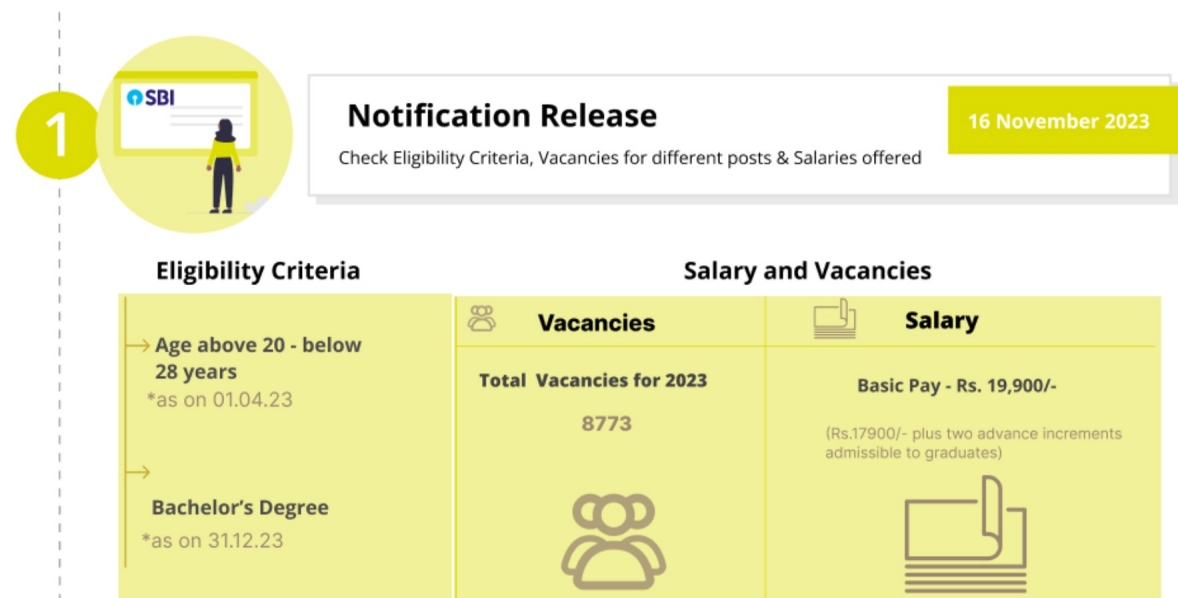 1
SBI
Notification Release
16 November 2023
Check Eligibility Criteria, Vacancies for different posts & Salaries offered
Eligibility Criteria
Age above 20 - below
28 years
*as on 01.04.23
Bachelor's Degree
*as on 31.12.23
Salary and Vacancies
Vacancies
Total Vacancies for 2023
8773
Salary
Basic Pay - Rs. 19,900/-
(Rs.17900/- plus two advance increments
admissible to graduates)